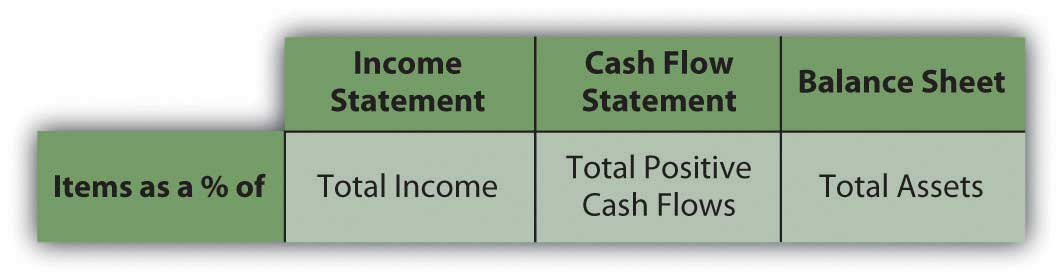 Income
Statement
Cash Flow
Statement
Balance Sheet
Items as a % of
Total Income
Total Positive
Cash Flows
Total Assets